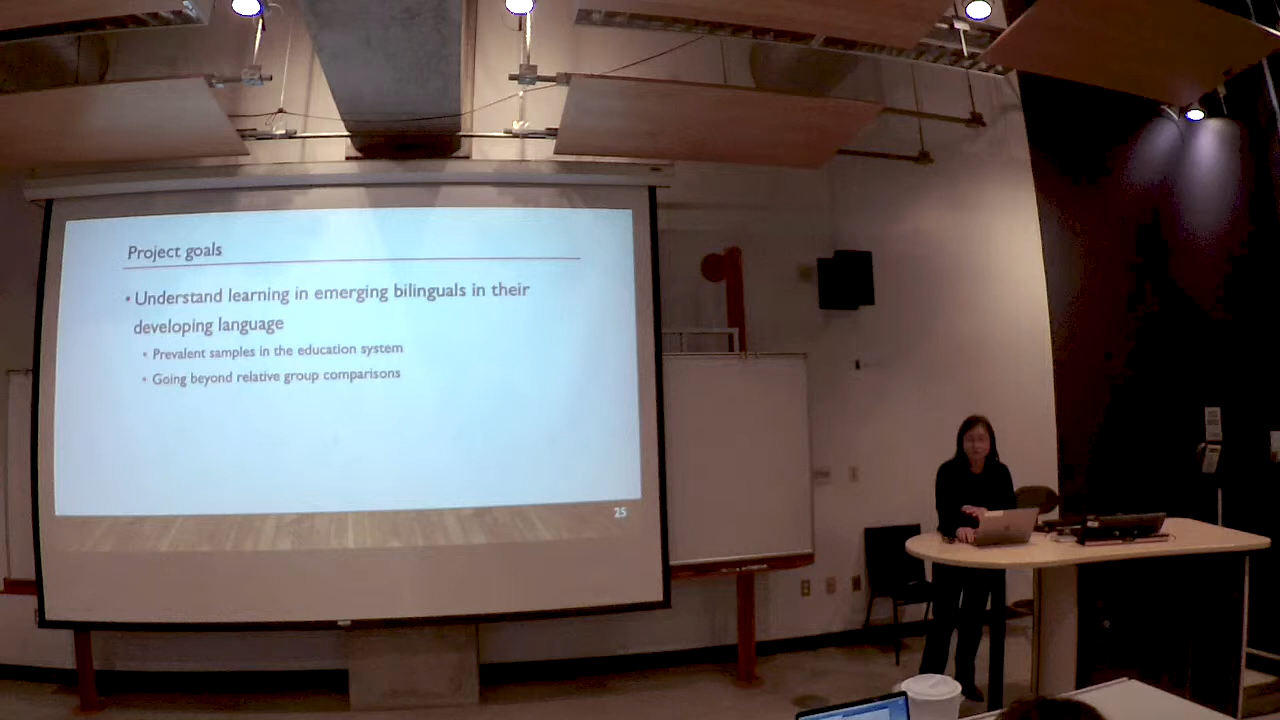 Project goals
• Understand learning in emerging bilinguals in their
developing language
• Prevalent samples in the education system
• Going beyond relative group comparisons
25